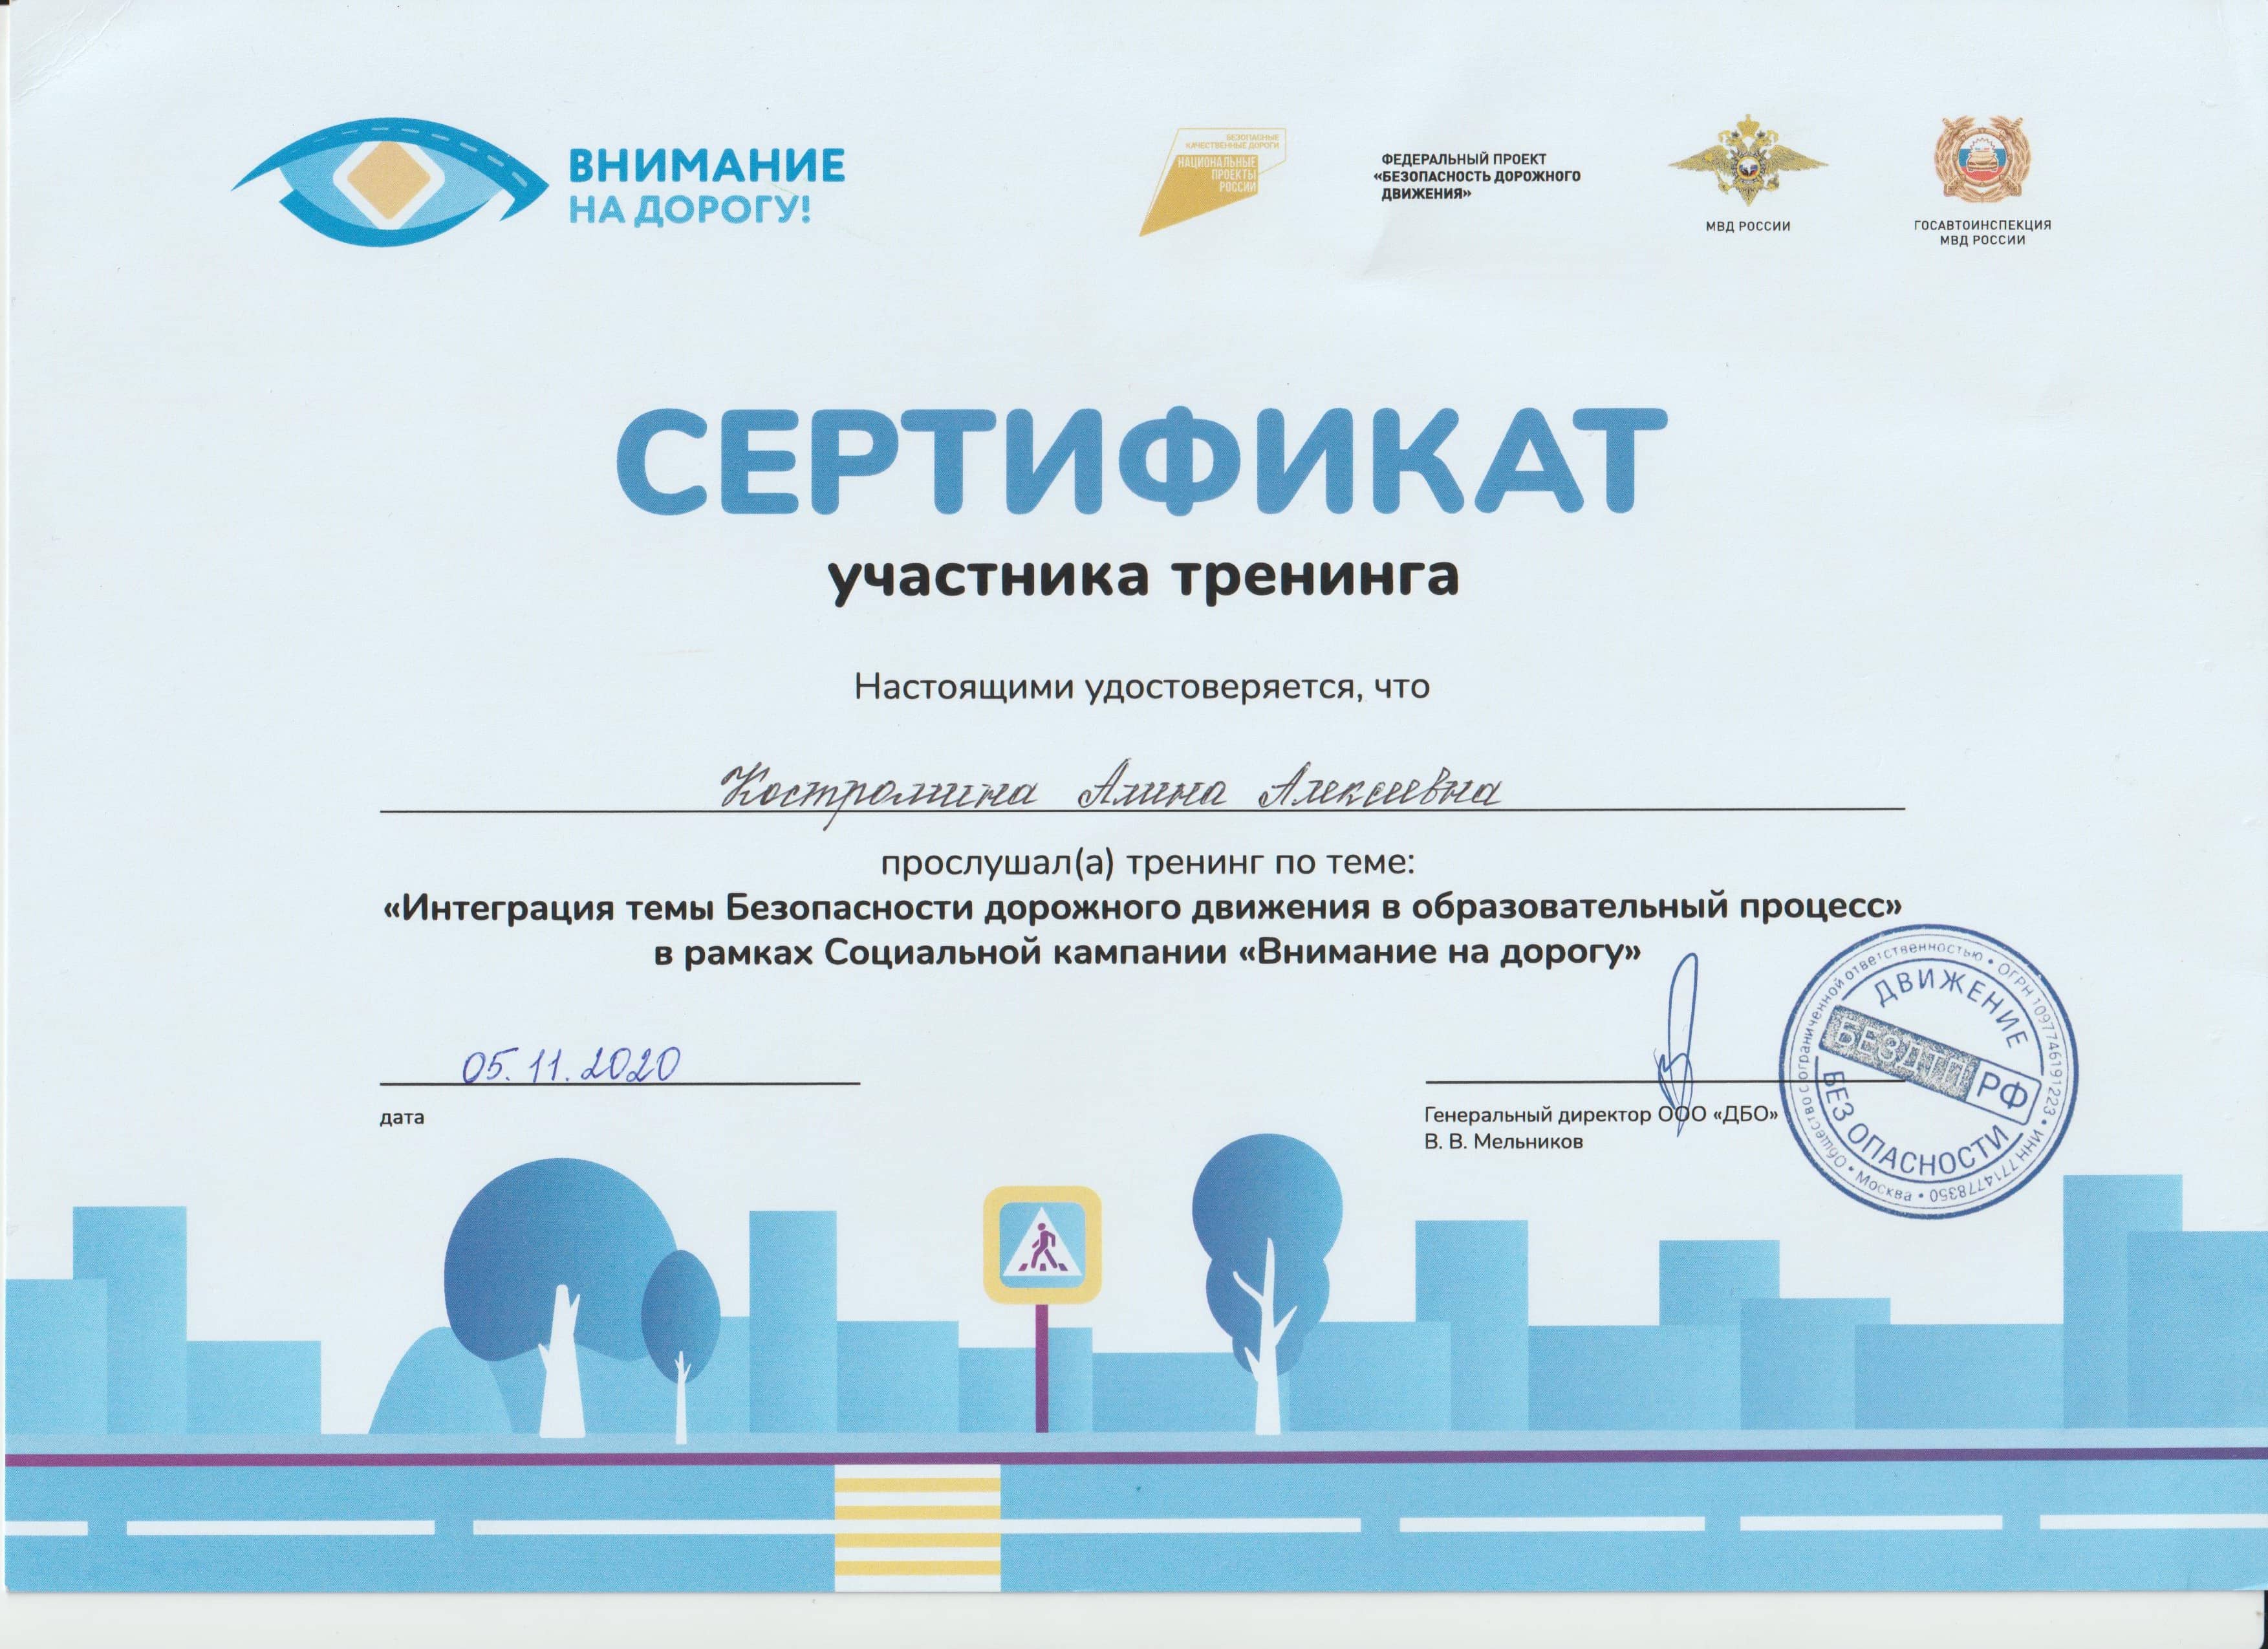 ВНИМАНИЕ
НА ДОРОГУ!
БЕЗОПАСНЫЕ
КАЧЕСТВЕННЫЕ ДОРОГИ
НАЦИОНАЛЬНЫЕ
ПРОЕКТЫ
РОССИИ
ФЕДЕРАЛЬНЫЙ ПРОЕКТ
«БЕЗОПАСНОСТЬ ДОРОЖНОГО
ДВИЖЕНИЯ»
МВД РОССИИ
ГОСАВТОИНСПЕКЦИЯ
МВД РОССИИ
СЕРТИФИКАТ
участника тренинга
Настоящими удостоверяется, что
Костромина Алина Алексеевна
прослушал(а) тренинг по теме:
«Интеграция темы Безопасности дорожного движения в образовательный процесс»
в рамках Социальной кампании «Внимание на дорогу»
05.11.2020
дата
Генеральный директор ООО «ДБО»
В. В. Мельников
Общество с ограниченной ответственностью • ОГРН 1097746191223 • ИНН 7714778350 • Москва •
ДВИЖЕНИЕ
БЕЗДТП РФ
БЕЗ ОПАСНОСТИ